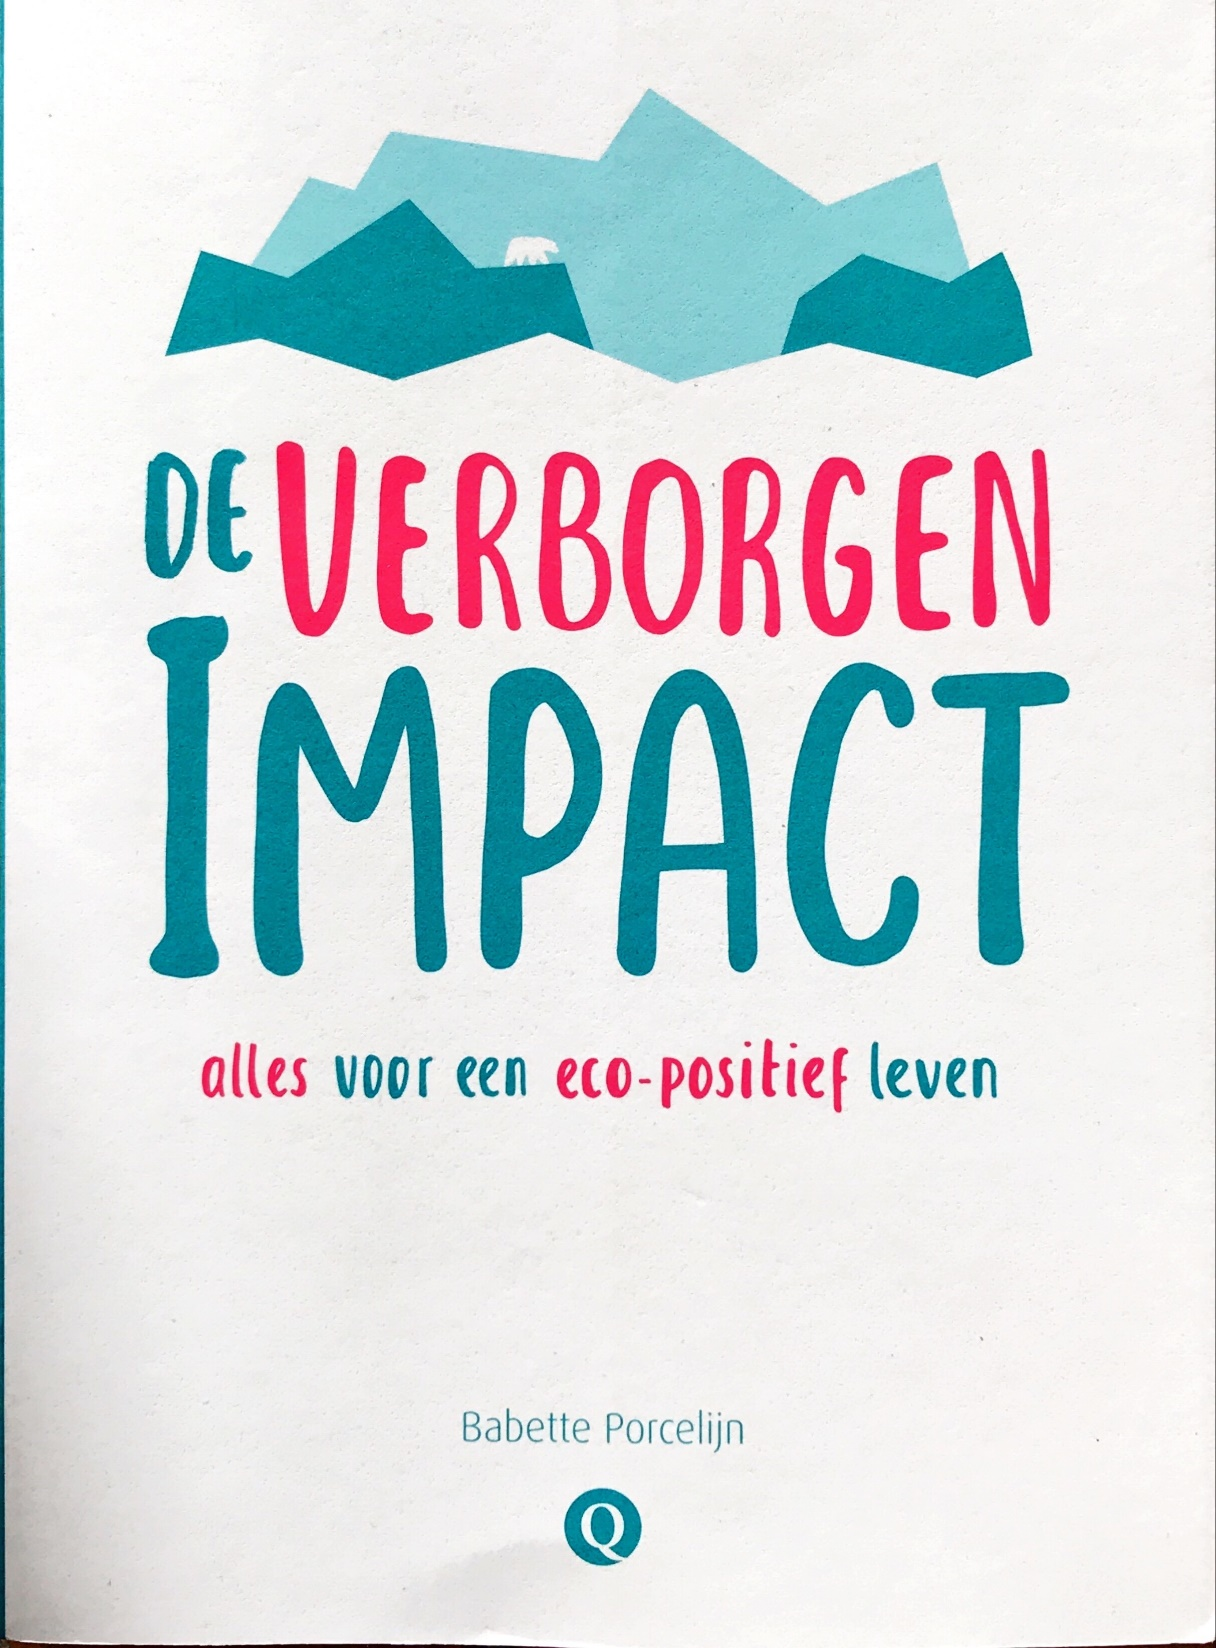 DE VERBORGEN
IMPACT
alles voor een eco-positief leven
Babette Porcelijn
Q